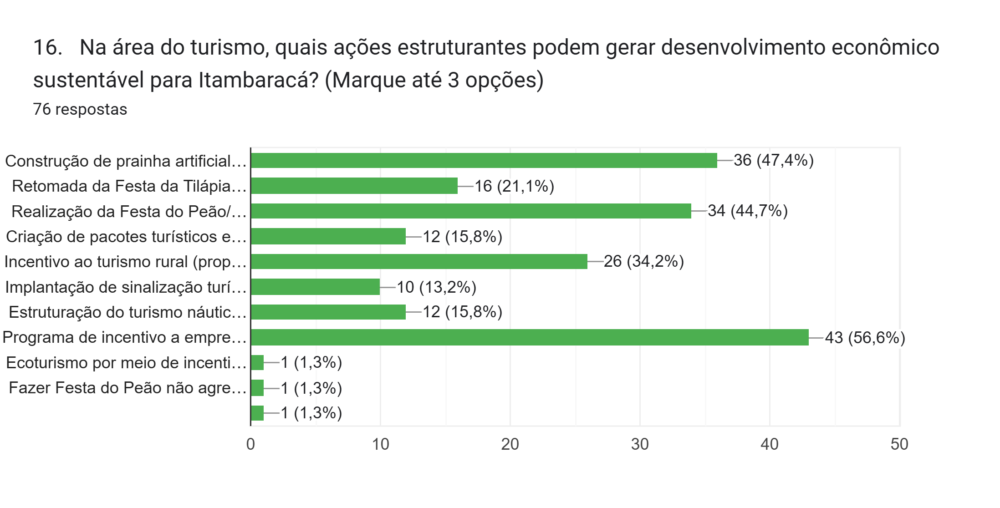 16.   Na área do turismo, quais ações estruturantes podem gerar desenvolvimento econômico
sustentável para Itambaracá? (Marque até 3 opções)
76 respostas
Construção de prainha artificial… 36 (47,4%)
Retomada da Festa da Tilápia… 16 (21,1%)
Realização da Festa do Peão/… 34 (44,7%)
Criação de pacotes turísticos e… 12 (15,8%)
Incentivo ao turismo rural (prop… 26 (34,2%)
Implantação de sinalização turí… 10 (13,2%)
Estruturação do turismo náutic… 12 (15,8%)
Programa de incentivo a empre… 43 (56,6%)
Ecoturismo por meio de incenti… 1 (1,3%)
Fazer Festa do Peão não agre… 1 (1,3%)
1 (1,3%)
0 10 20 30 40 50